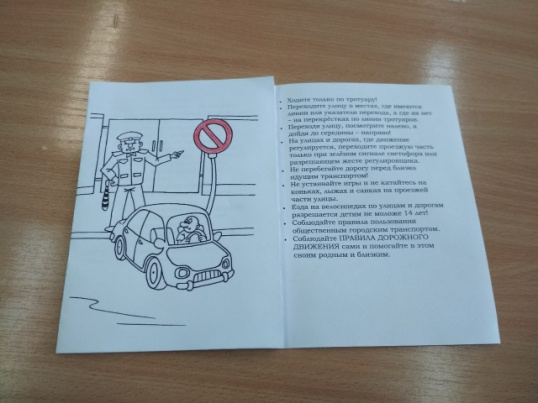 • Ходите только по тротуару!
• Переходите улицу в местах, где имеются
линии или указатели перехода, а где их нет
– на перекрёстках по линии тротуаров.
• Переходя улицу, посмотрите налево, а
дойдя до середины – направо!
• На улицах и дорогах, где движение
регулируется, переходите проезжую часть
только при зелёном сигнале светофора или
разрешающем жесте регулировщика.
• Не перебегайте дорогу перед близко
идущим транспортом!
• Не устраивайте игры и не катайтесь на
коньках, лыжах и санках на проезжей
части улицы.
• Езда на велосипедах по улицам и дорогам
разрешается детям не моложе 14 лет!
• Соблюдайте правила пользования
общественным городским транспортом.
• Соблюдайте ПРАВИЛА ДОРОЖНОГО
ДВИЖЕНИЯ сами и помогайте в этом
своим родным и близким.